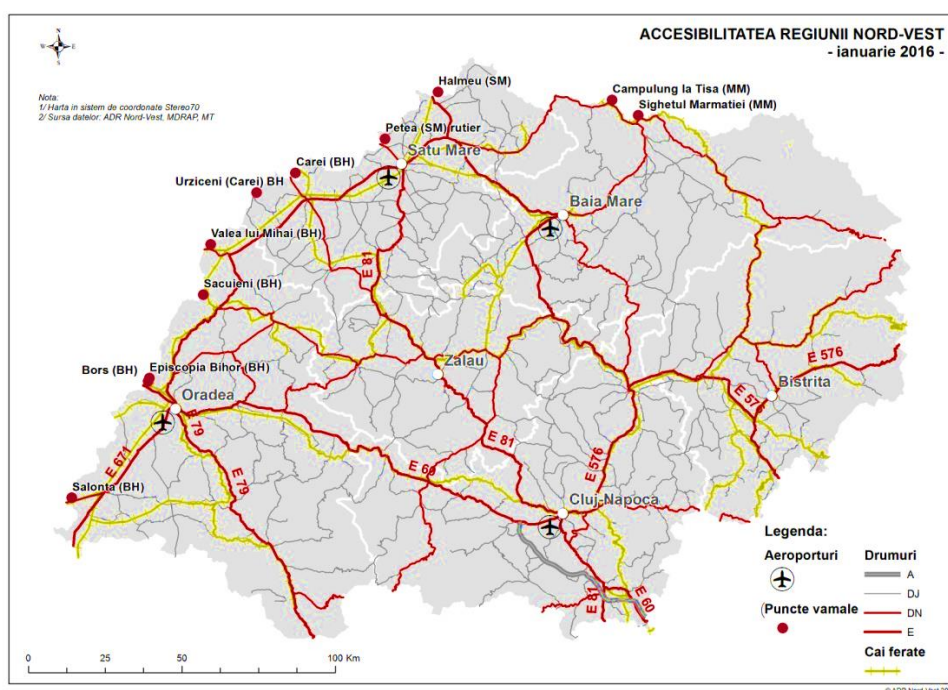 ACCESIBILITATEA REGIUNII NORD-VEST
- ianuarie 2016 -
N
W E
S
Nota:
1/ Harta in sistem de coordonate Stereo70
2/ Sursa datelor: ADR Nord-Vest, MDRAP, MT
Halmeu (SM)
Campulung la Tisa (MM)
Sighetul Marmatiei (MM)
Petea (SM) rutier
Satu Mare
Carei (BH)
Urziceni (Carei) BH
Baia Mare
Valea lui Mihai (BH)
E 81
Sacuieni (BH)
Zalau
E 576
Bors (BH)
Episcopia Bihor (BH)
Bistrita
E 576
Oradea
E 79
E 81
E 671
E 60
E 576
E 79
Salonta (BH)
Cluj-Napoca
E 81
E 60
Legenda:
Aeroporturi
Drumuri
A
DJ
Puncte vamale
DN
E
Cai ferate
0 25 50 100 Km